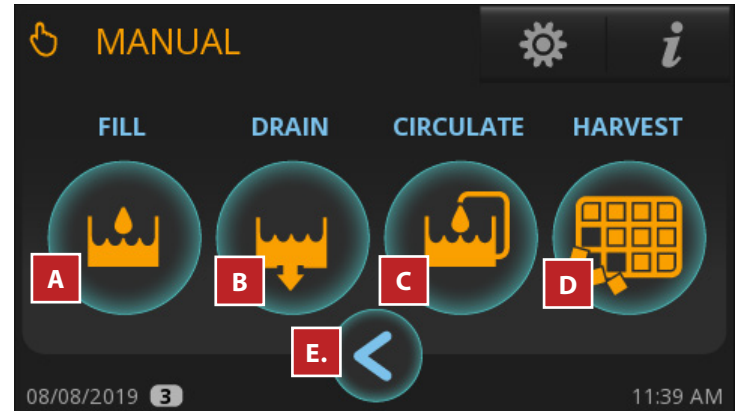 MANUAL i
FILL DRAIN CIRCULATE HARVEST
A B C D
E.
08/08/2019 3 11:39 AM